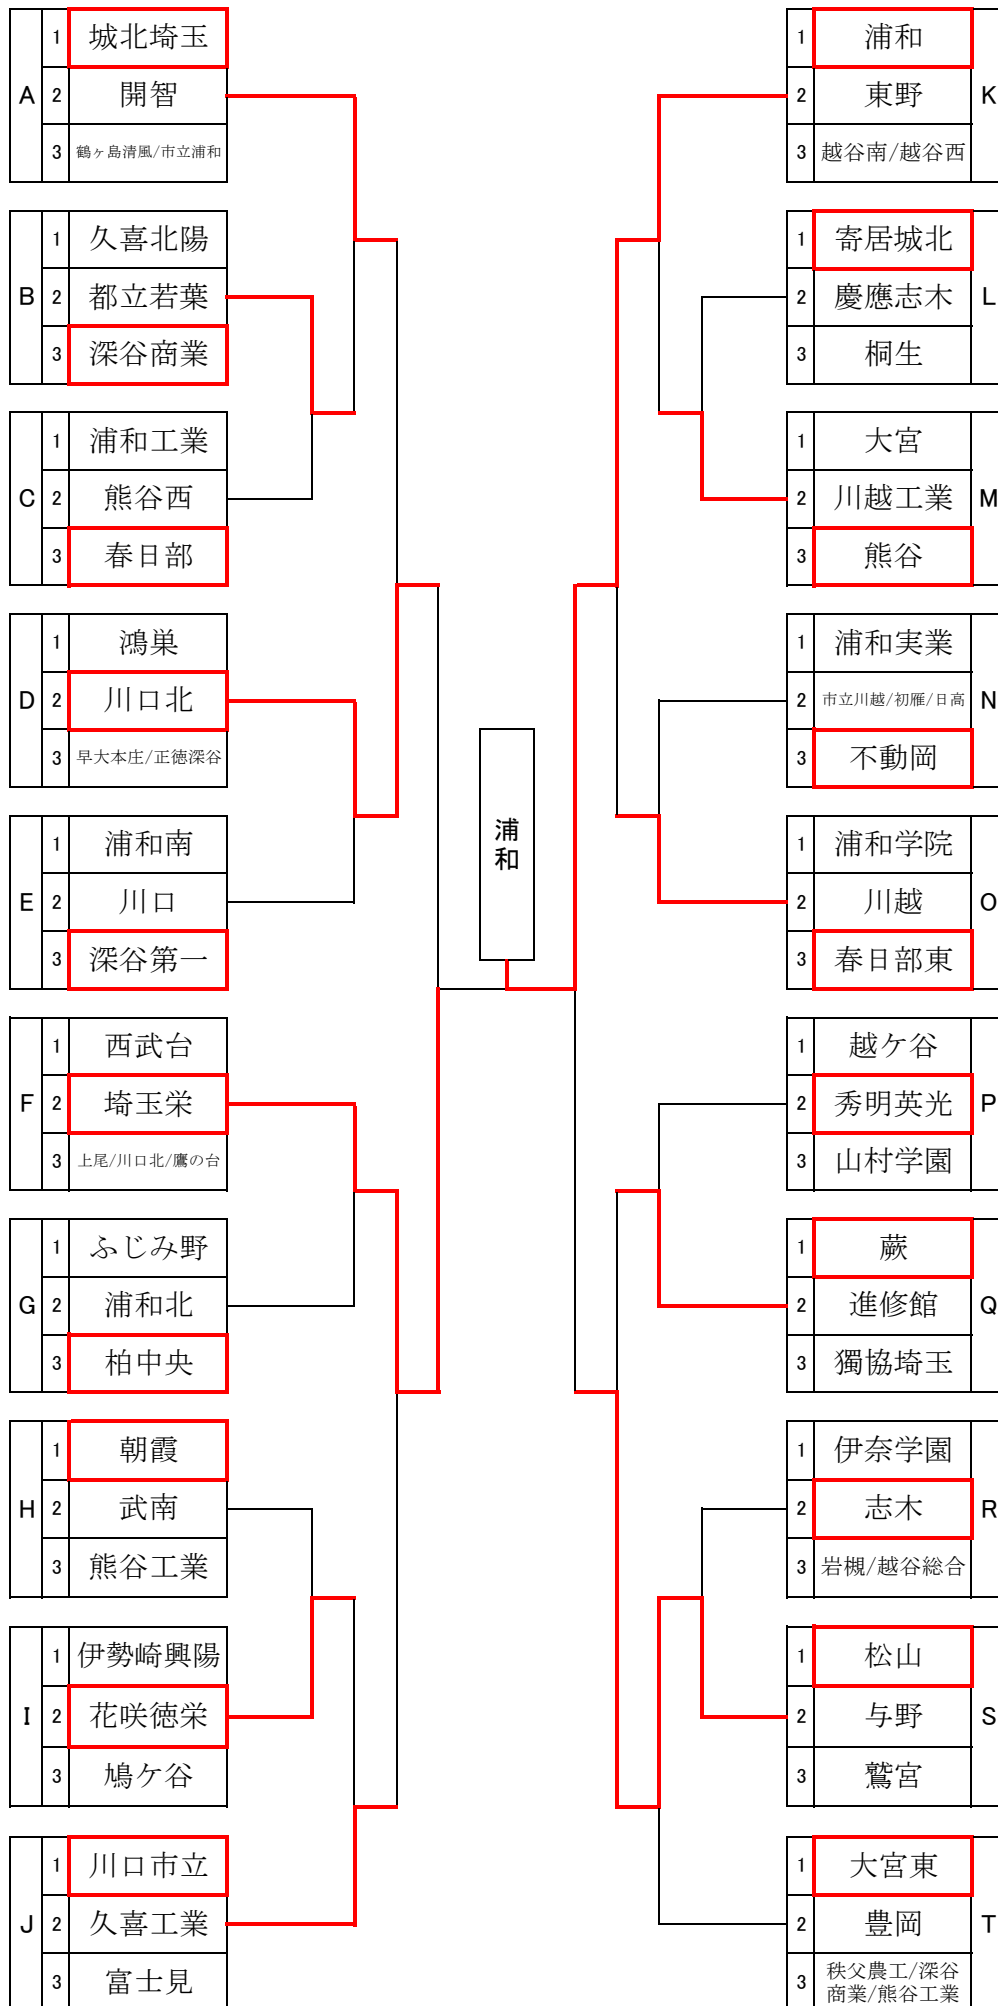 A
1 城北埼玉
2 開智
3 鶴ヶ島清風/市立浦和
B
1 久喜北陽
2 都立若葉
3 深谷商業
C
1 浦和工業
2 熊谷西
3 春日部
D
1 鴻巣
2 川口北
3 早大本庄/正徳深谷
E
1 浦和南
2 川口
3 深谷第一
F
1 西武台
2 埼玉栄
3 上尾/川口北/鷹の台
G
1 ふじみ野
2 浦和北
3 柏中央
H
1 朝霞
2 武南
3 熊谷工業
I
1 伊勢崎興陽
2 花咲徳栄
3 鳩ケ谷
J
1 川口市立
2 久喜工業
3 富士見
浦和
1 浦和
2 東野
3 越谷南/越谷西
K
1 寄居城北
2 慶應志木
3 桐生
L
1 大宮
2 川越工業
3 熊谷
M
1 浦和実業
2 市立川越/初雁/日高
3 不動岡
N
1 浦和学院
2 川越
3 春日部東
O
1 越ケ谷
2 秀明英光
3 山村学園
P
1 蕨
2 進修館
3 獨協埼玉
Q
1 伊奈学園
2 志木
3 岩槻/越谷総合
R
1 松山
2 与野
3 鷲宮
S
1 大宮東
2 豊岡
3 秩父農工/深谷
商業/熊谷工業
T